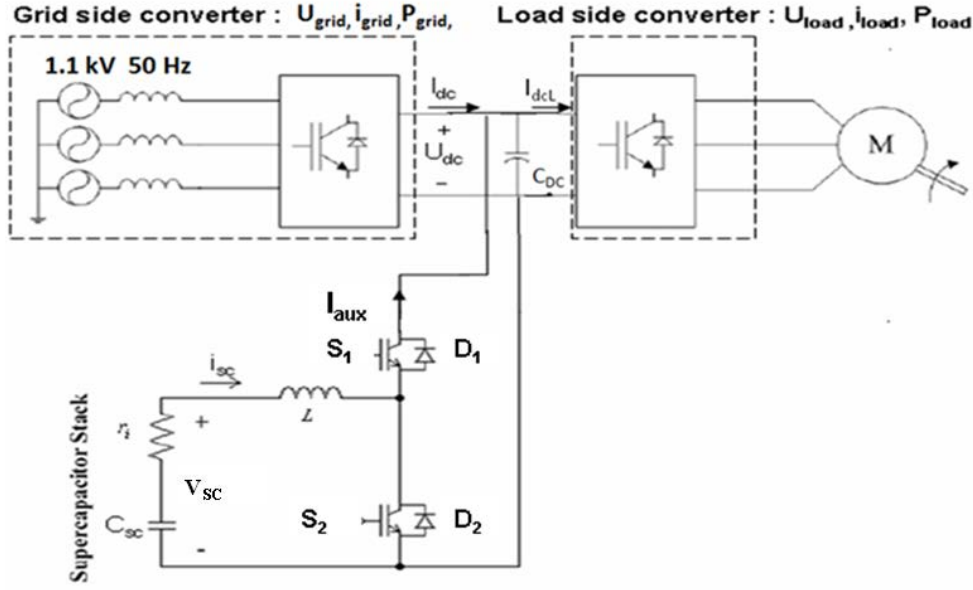 Grid side converter : Ugrid, igrid ,Pgrid,
Load side converter : Uload ,iload, Pload
1.1 kV 50 Hz
Idc
IdcL
+
Udc
-
CDC
M
Iaux
S1
D1
isc
L
ri
+
VSC
Csc
-
S2
D2
Supercapacitor Stack